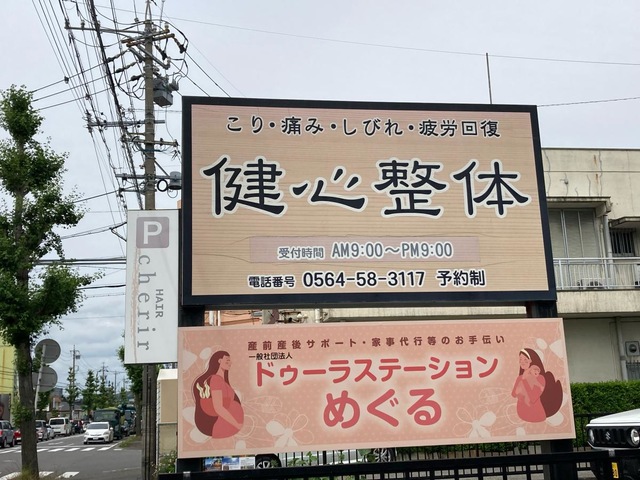 こり・痛み・しびれ・疲労回復
健心整体
受付時間 AM9:00〜PM9:00
電話番号 0564-58-3117 予約制
P
HAIR
cherir
産前産後サポート・家事代行等のお手伝い
一般社団法人
ドゥーラステーション
めぐる